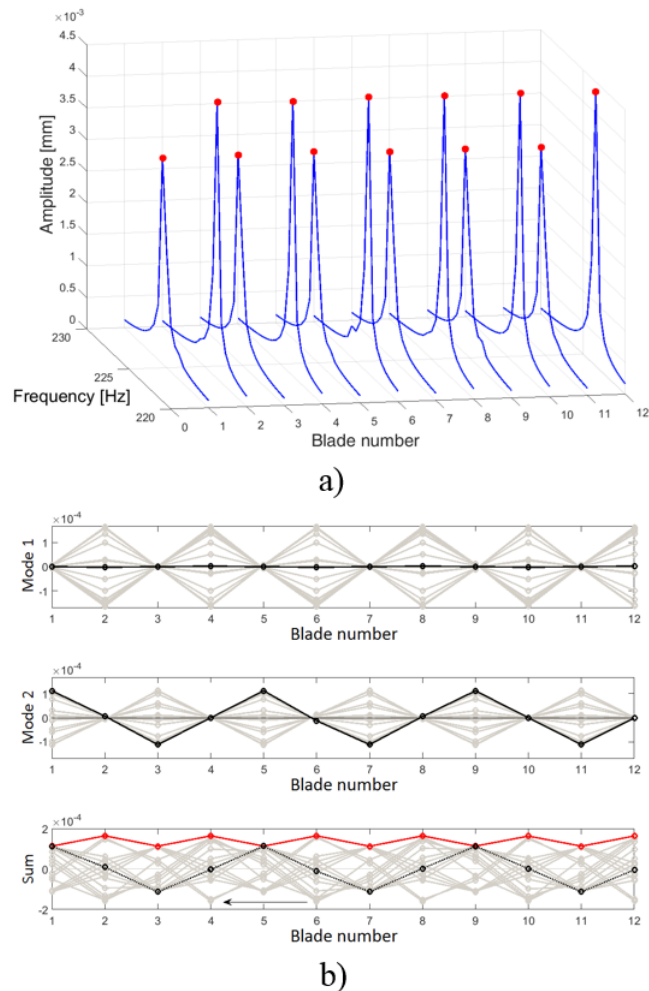 ×10⁻³
4.5
4
3.5
3
2.5
2
1.5
1
0.5
0
Amplitude [mm]
230
225
220
Frequency [Hz]
0 1 2 3 4 5 6 7 8 9 10 11 12
Blade number
a)
×10⁻⁴
1
0
-1
Mode 1
1 2 3 4 5 6 7 8 9 10 11 12
Blade number
×10⁻⁴
1
0
-1
Mode 2
1 2 3 4 5 6 7 8 9 10 11 12
Blade number
×10⁻⁴
2
0
-2
Sum
1 2 3 4 5 6 7 8 9 10 11 12
Blade number
b)